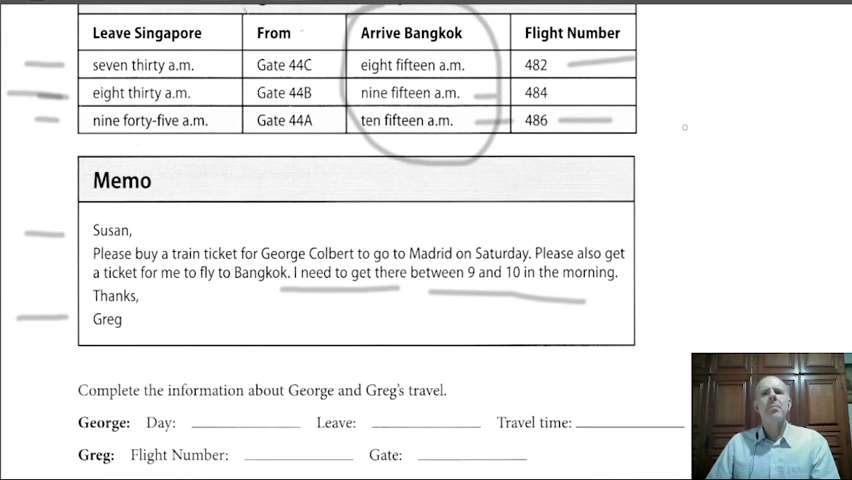 Leave Singapore From Arrive Bangkok Flight Number
seven thirty a.m. Gate 44C eight fifteen a.m. 482
eight thirty a.m. Gate 44B nine fifteen a.m. 484
nine forty-five a.m. Gate 44A ten fifteen a.m. 486
Memo
Susan,
Please buy a train ticket for George Colbert to go to Madrid on Saturday. Please also get
a ticket for me to fly to Bangkok. I need to get there between 9 and 10 in the morning.
Thanks,
Greg
Complete the information about George and Greg's travel.
George: Day: Leave: Travel time:
Greg: Flight Number: Gate: